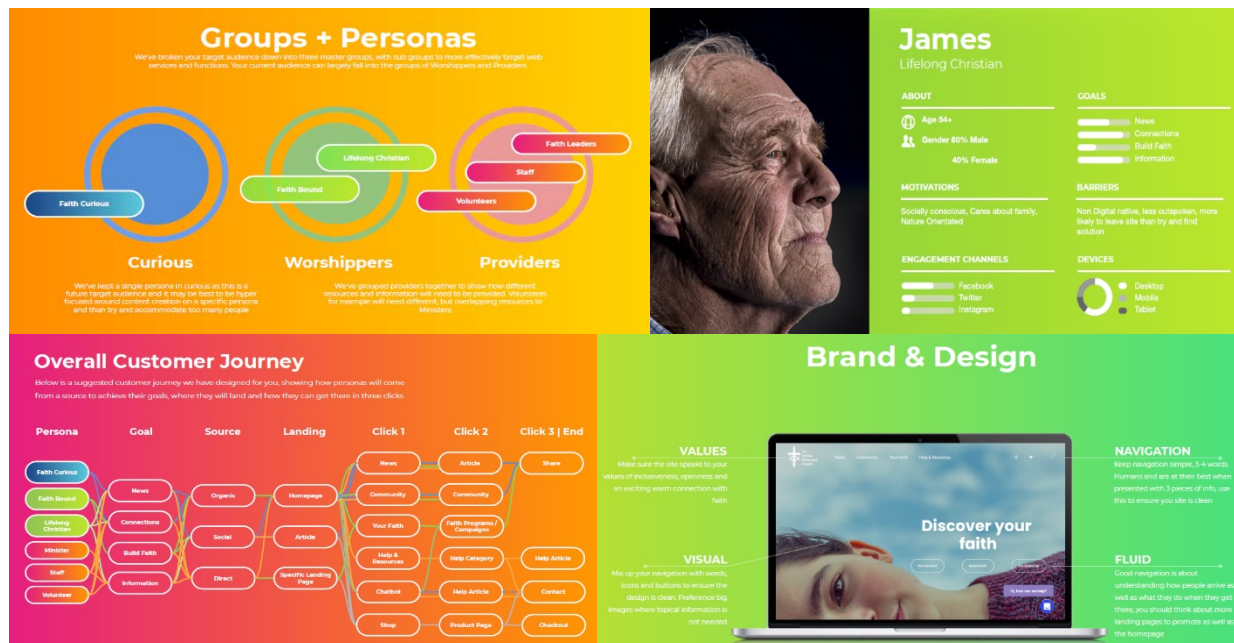 Groups + Personas
We've broken your target audience down into three master groups, with sub groups to more effectively target web
services and functions. Your current audience can largely fall into the groups of Worshippers and Providers.
Faith Curious
Lifelong Christian
Faith Bound
Faith Leaders
Staff
Volunteers
Curious
Worshippers
Providers
We've kept a single persona in curious as this is a
future target audience and it may be best to be hyper
focused around content creation on a specific persona
and than try and accommodate too many people
We've grouped providers together to show how different
resources and information will need to be provided. Volunteers
for example will need different, but overlapping resources to
Ministers
James
Lifelong Christian
ABOUT
Age 54+
Gender 60% Male
40% Female
GOALS
News
Connections
Build Faith
Information
MOTIVATIONS
Socially conscious, Cares about family,
Nature Orientated
BARRIERS
Non Digital native, less outspoken, more
likely to leave site than try and find
solution
ENGAGEMENT CHANNELS
Facebook
Twitter
Instagram
DEVICES
Desktop
Mobile
Tablet
Overall Customer Journey
Below is a suggested customer journey we have designed for you, showing how personas will come
from a source to achieve their goals, where they will land and how they can get there in three clicks.
Persona
Goal
Source
Landing
Click 1
Click 2
Click 3 | End
Faith Curious
Faith Bound
Lifelong
Christian
Minister
Staff
Volunteer
News
Connections
Build Faith
Information
Organic
Social
Direct
Homepage
Article
Specific Landing
Page
News
Community
Your Faith
Help &
Resources
Chatbot
Shop
Article
Community
Faith Programs /
Campaigns
Help Category
Help Article
Product Page
Share
Help Article
Contact
Checkout
Brand & Design
VALUES
Make sure the site speaks to your
values of inclusiveness, openness and
an exciting warm connection with
faith
VISUAL
Mix up your navigation with words,
icons and buttons to ensure the
design is clean. Preference big
images where topical information is
not needed
News
Community
Your Faith
Help & Resources
Discover your
faith
Hi, how can we help?
NAVIGATION
Keep navigation simple, 3-4 words.
Humans and are at their best when
presented with 3 pieces of info, use
this to ensure you site is clean
FLUID
Good navigation is about
understanding how people arrive as
well as what they do when they get
there, you should think about more
landing pages to promote as well as
the homepage